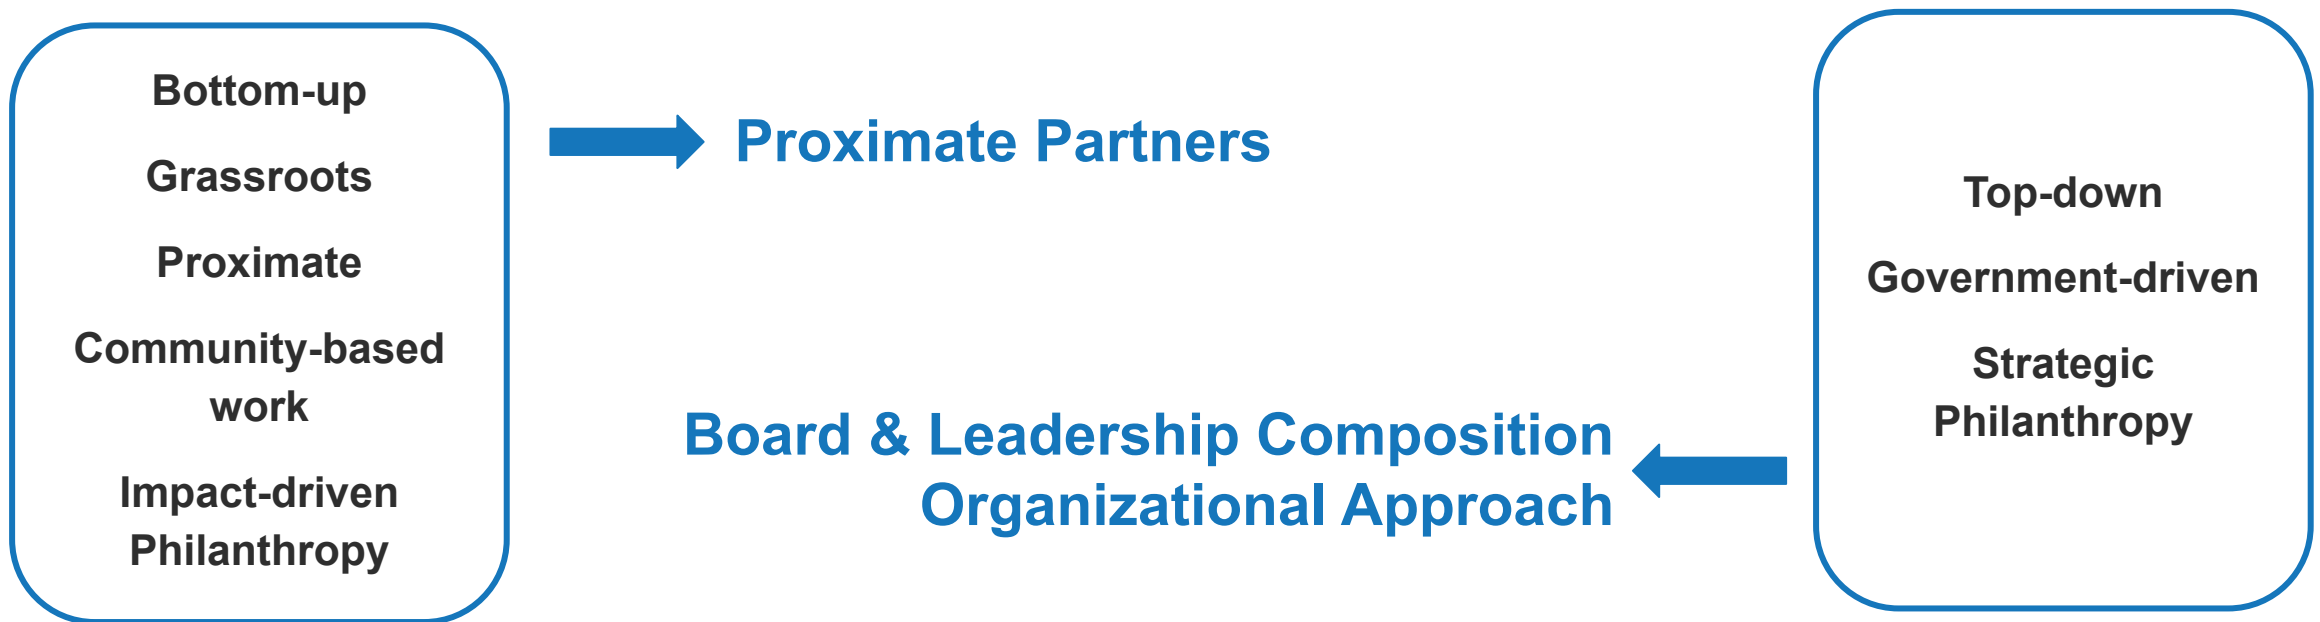 Bottom-up
Grassroots
Proximate
Community-based
work
Impact-driven
Philanthropy
Proximate Partners
Board & Leadership Composition
Organizational Approach
Top-down
Government-driven
Strategic
Philanthropy